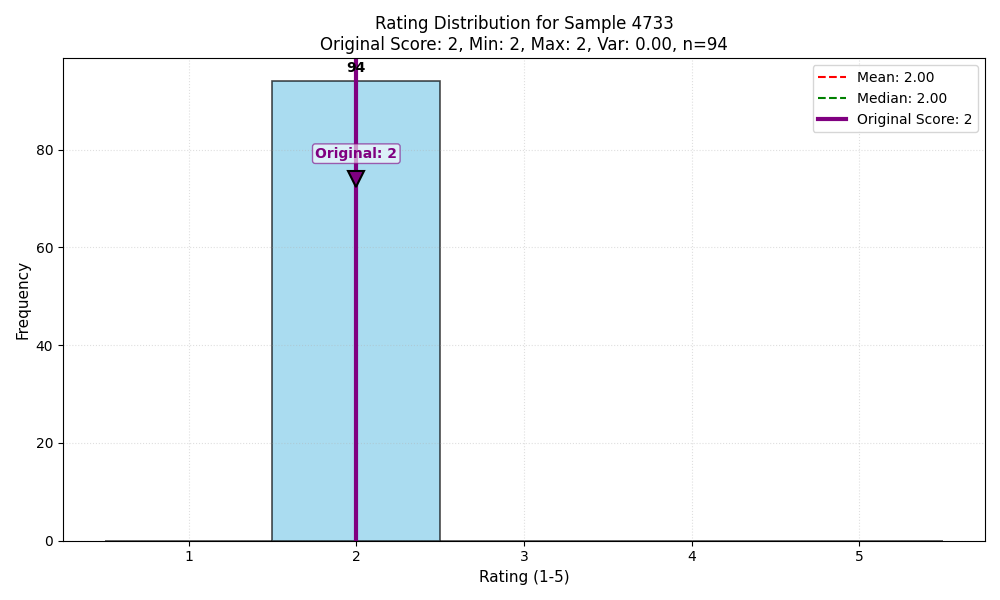 Rating Distribution for Sample 4733
Original Score: 2, Min: 2, Max: 2, Var: 0.00, n=94
94
Mean: 2.00
Median: 2.00
Original Score: 2
Original: 2
Frequency
80
60
40
20
0
1 2 3 4 5
Rating (1-5)